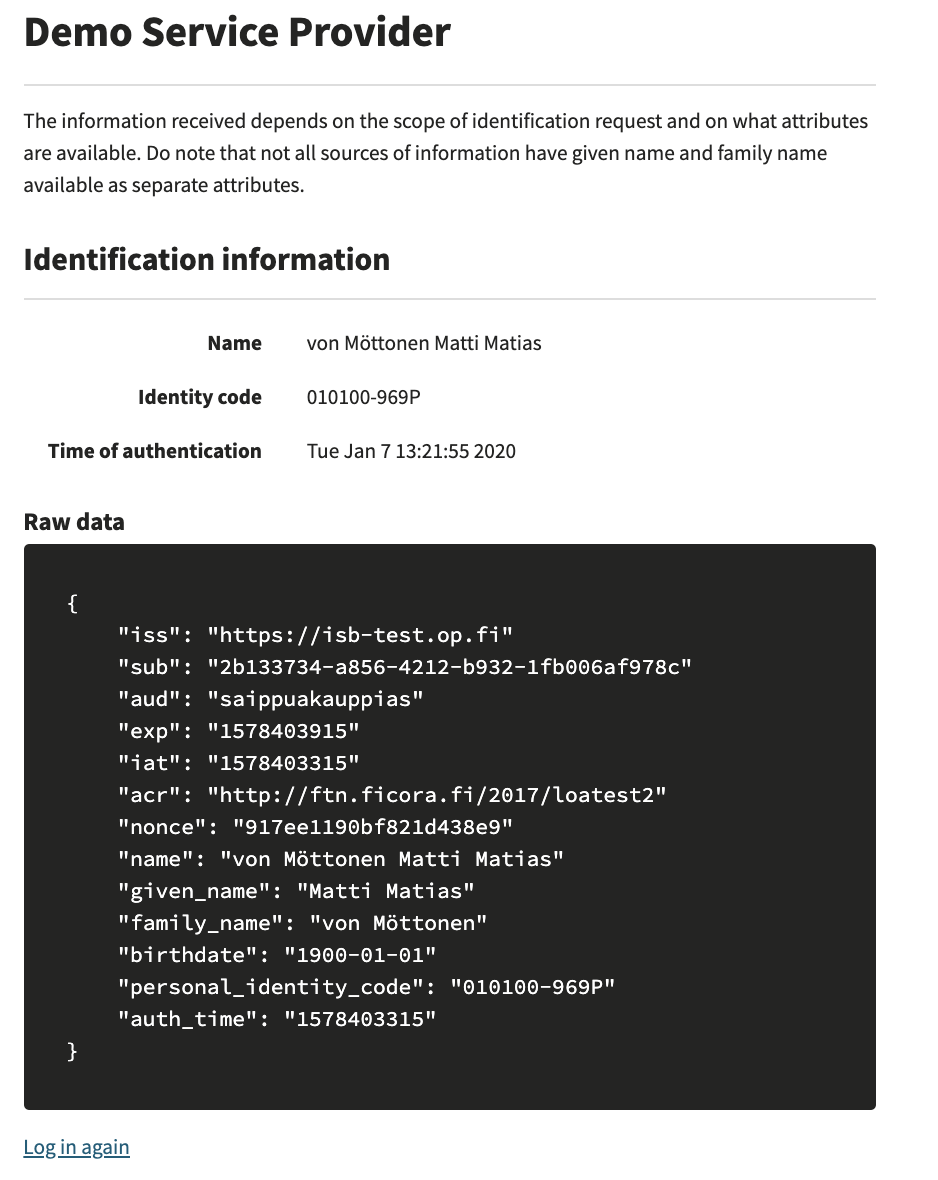 Demo Service Provider
The information received depends on the scope of identification request and on what attributes
are available. Do note that not all sources of information have given name and family name
available as separate attributes.
Identification information
Name von Möttonen Matti Matias
Identity code 010100-969P
Time of authentication Tue Jan 7 13:21:55 2020
Raw data
{
"iss": "https://isb-test.op.fi"
"sub": "2b133734-a856-4212-b932-1fb006af978c"
"aud": "saippuakauppias"
"exp": "1578403915"
"iat": "1578403315"
"acr": "http://ftn.ficora.fi/2017/loatest2"
"nonce": "917ee1190bf821d438e9"
"name": "von Möttonen Matti Matias"
"given_name": "Matti Matias"
"family_name": "von Möttonen"
"birthdate": "1900-01-01"
"personal_identity_code": "010100-969P"
"auth_time": "1578403315"
}
Log in again